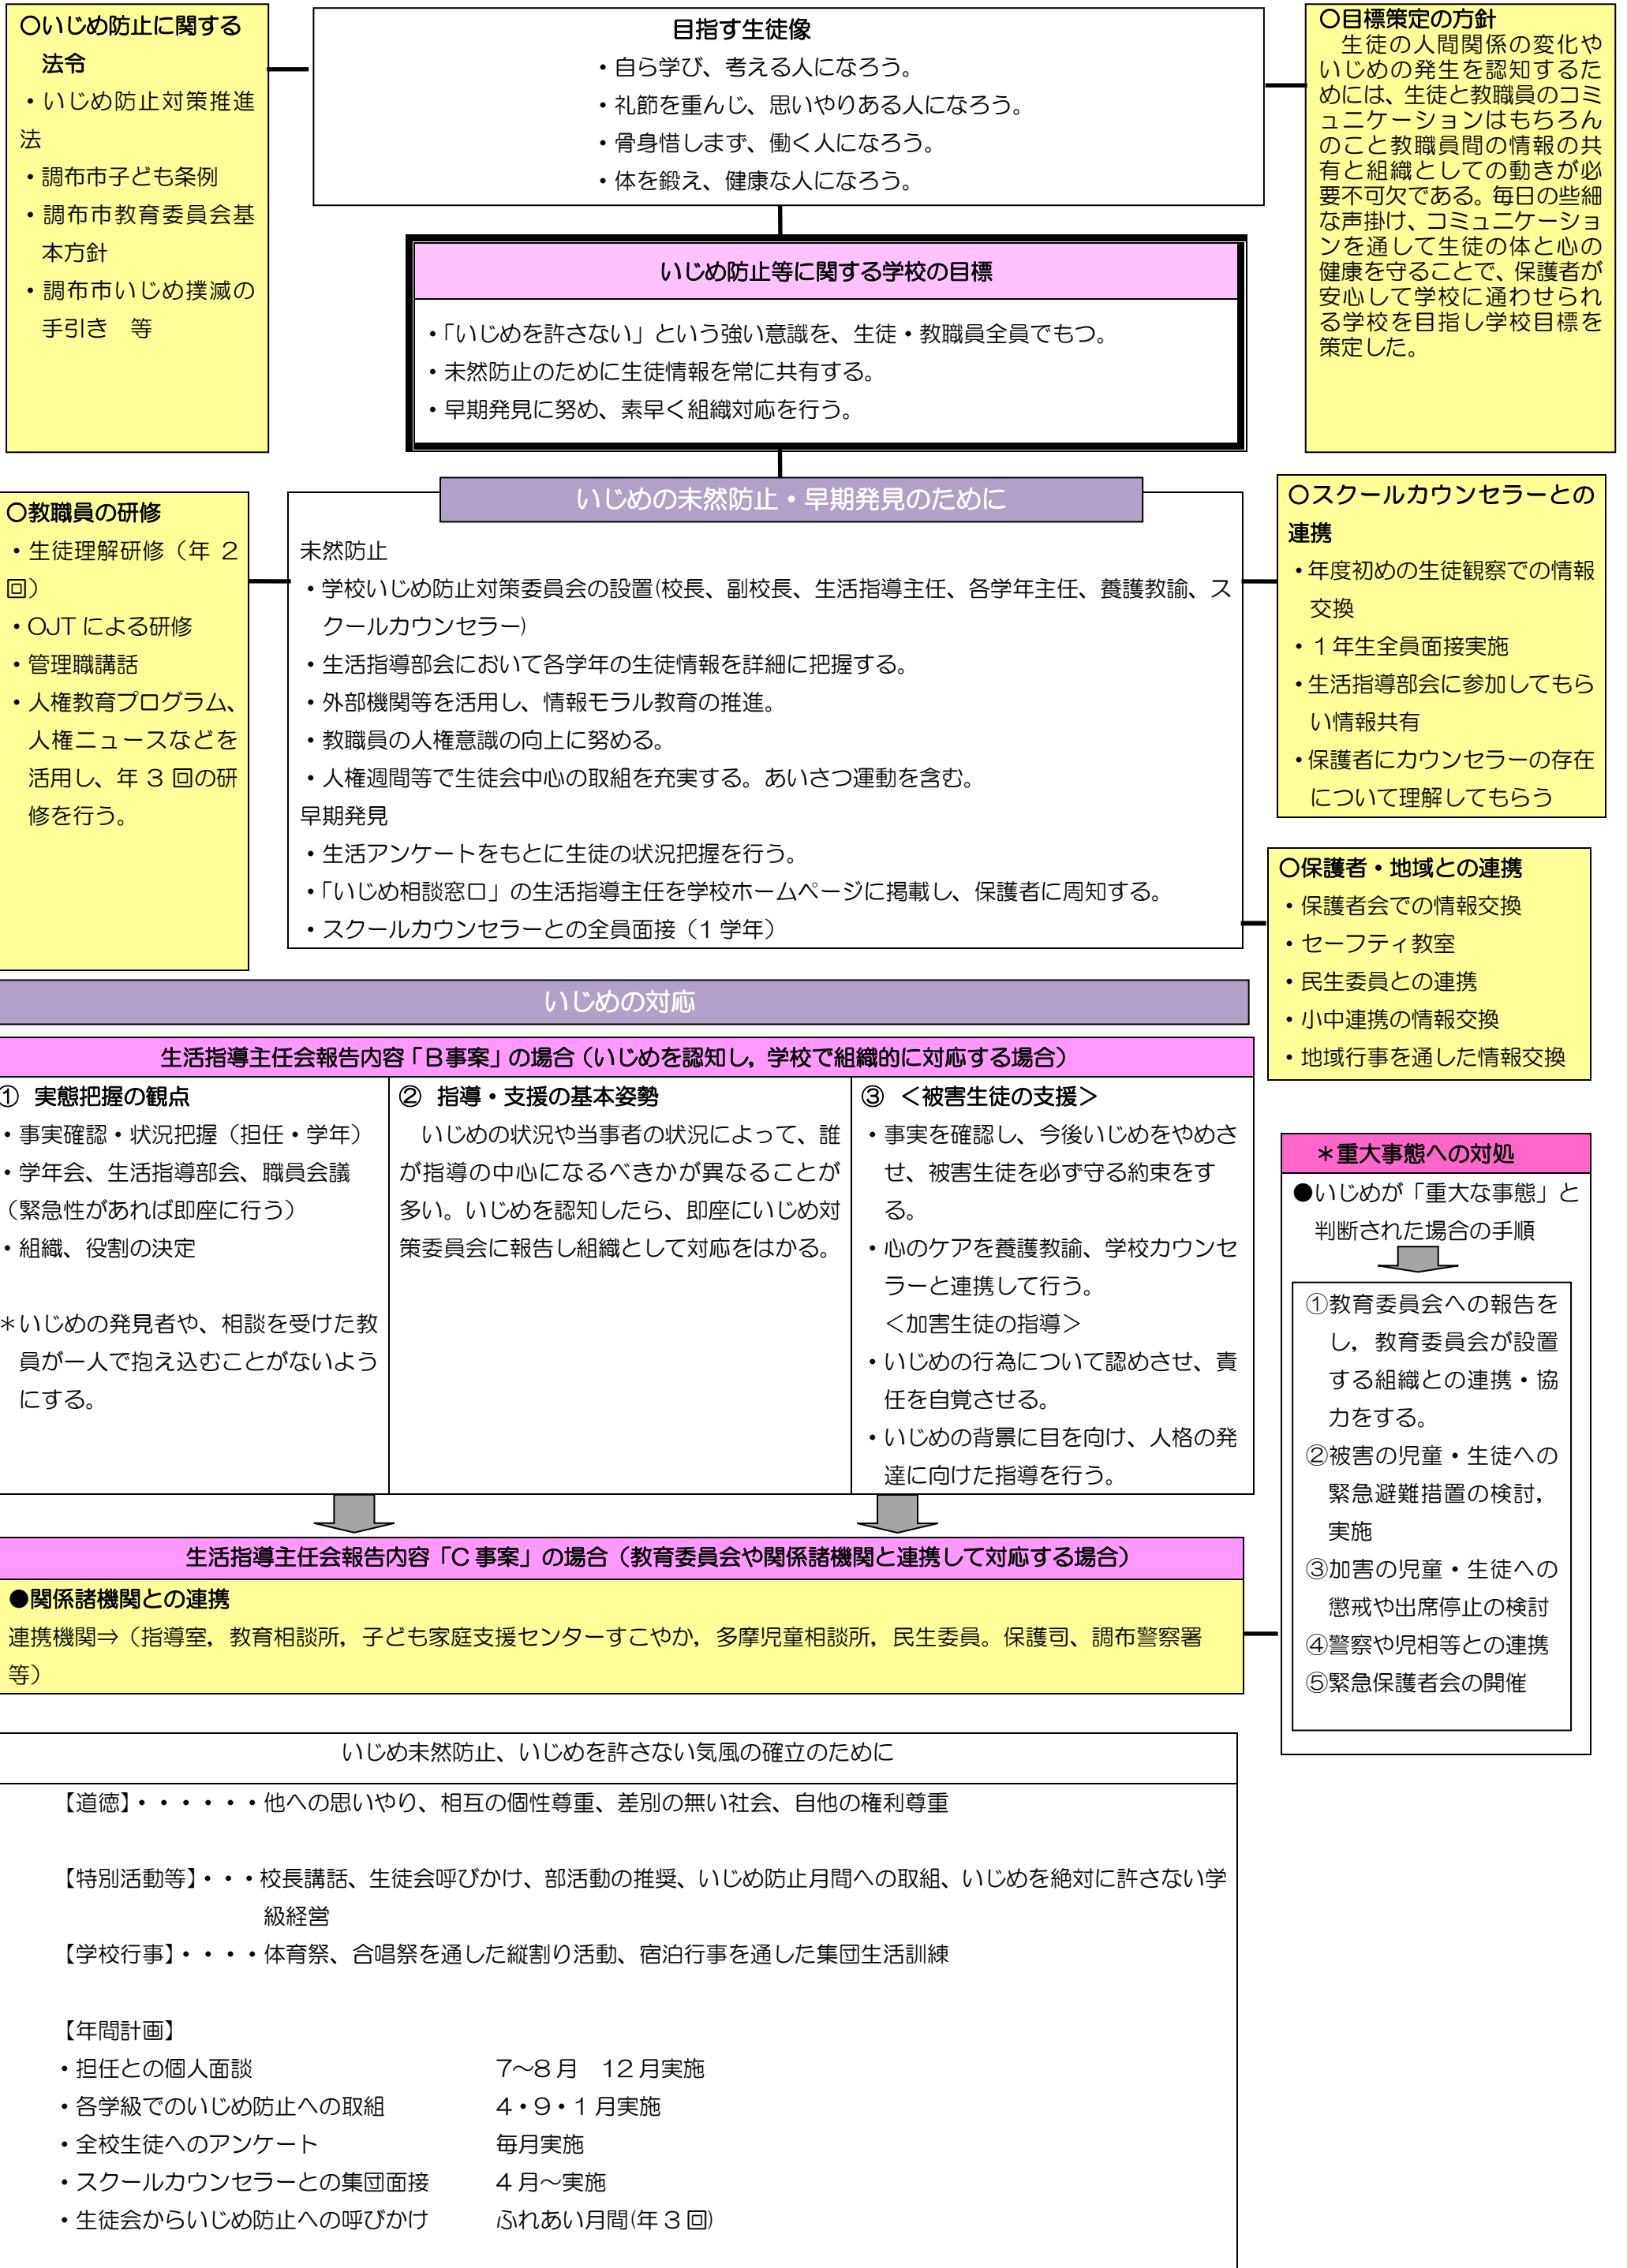 〇いじめ防止に関する
法令
・いじめ防止対策推進
法
・調布市子ども条例
・調布市教育委員会基
本方針
・調布市いじめ撲滅の
手引き　等
目指す生徒像
・自ら学び、考える人になろう。
・礼節を重んじ、思いやりある人になろう。
・骨身惜しまず、働く人になろう。
・体を鍛え、健康な人になろう。
〇目標策定の方針
生徒の人間関係の変化や
いじめの発生を認知するた
めには、生徒と教職員のコミ
ュニケーションはもちろん
のこと教職員間の情報の共
有と組織としての動きが必
要不可欠である。毎日の些細
な声掛け、コミュニケーショ
ンを通して生徒の体と心の
健康を守ることで、保護者が
安心して学校に通わせられ
る学校を目指し学校目標を
策定した。
いじめ防止等に関する学校の目標
・「いじめを許さない」という強い意識を、生徒・教職員全員でもつ。
・未然防止のために生徒情報を常に共有する。
・早期発見に努め、素早く組織対応を行う。
〇教職員の研修
・生徒理解研修（年 2
回）
・OJT による研修
・管理職講話
・人権教育プログラム、
人権ニュースなどを
活用し、年 3 回の研
修を行う。
いじめの未然防止・早期発見のために
未然防止
・学校いじめ防止対策委員会の設置(校長、副校長、生活指導主任、各学年主任、養護教諭、ス
クールカウンセラー)
・生活指導部会において各学年の生徒情報を詳細に把握する。
・外部機関等を活用し、情報モラル教育の推進。
・教職員の人権意識の向上に努める。
・人権週間等で生徒会中心の取組を充実する。あいさつ運動を含む。
早期発見
・生活アンケートをもとに生徒の状況把握を行う。
・「いじめ相談窓口」の生活指導主任を学校ホームページに掲載し、保護者に周知する。
・スクールカウンセラーとの全員面接（1 学年）
〇スクールカウンセラーとの
連携
・年度初めの生徒観察での情報
交換
・１年生全員面接実施
・生活指導部会に参加してもら
い情報共有
・保護者にカウンセラーの存在
について理解してもらう
〇保護者・地域との連携
・保護者会での情報交換
・セーフティ教室
・民生委員との連携
・小中連携の情報交換
・地域行事を通した情報交換
いじめの対応
生活指導主任会報告内容「B事案」の場合（いじめを認知し，学校で組織的に対応する場合）
① 実態把握の観点
・事実確認・状況把握（担任・学年）
・学年会、生活指導部会、職員会議
（緊急性があれば即座に行う）
・組織、役割の決定
＊いじめの発見者や、相談を受けた教
員が一人で抱え込むことがないよう
にする。
② 指導・支援の基本姿勢
いじめの状況や当事者の状況によって、誰
が指導の中心になるべきかが異なることが
多い。いじめを認知したら、即座にいじめ対
策委員会に報告し組織として対応をはかる。
③ ＜被害生徒の支援＞
・事実を確認し、今後いじめをやめさ
せ、被害生徒を必ず守る約束をす
る。
・心のケアを養護教諭、学校カウンセ
ラーと連携して行う。
＜加害生徒の指導＞
・いじめの行為について認めさせ、責
任を自覚させる。
・いじめの背景に目を向け、人格の発
達に向けた指導を行う。
＊重大事態への対処
●いじめが「重大な事態」と
判断された場合の手順
①教育委員会への報告を
し，教育委員会が設置
する組織との連携・協
力をする。
②被害の児童・生徒への
緊急避難措置の検討，
実施
③加害の児童・生徒への
懲戒や出席停止の検討
④警察や児相等との連携
⑤緊急保護者会の開催
生活指導主任会報告内容「C 事案」の場合（教育委員会や関係諸機関と連携して対応する場合）
●関係諸機関との連携
連携機関⇒（指導室，教育相談所，子ども家庭支援センターすこやか，多摩児童相談所，民生委員。保護司、調布警察署
等）
いじめ未然防止、いじめを許さない気風の確立のために
【道徳】・・・・・・他への思いやり、相互の個性尊重、差別の無い社会、自他の権利尊重
【特別活動等】・・・校長講話、生徒会呼びかけ、部活動の推奨、いじめ防止月間への取組、いじめを絶対に許さない学
級経営
【学校行事】・・・・体育祭、合唱祭を通した縦割り活動、宿泊行事を通した集団生活訓練
【年間計画】
・担任との個人面談　7～8 月　12 月実施
・各学級でのいじめ防止への取組　4・9・1 月実施
・全校生徒へのアンケート　毎月実施
・スクールカウンセラーとの集団面接　4 月～実施
・生徒会からいじめ防止への呼びかけ　ふれあい月間(年 3 回)